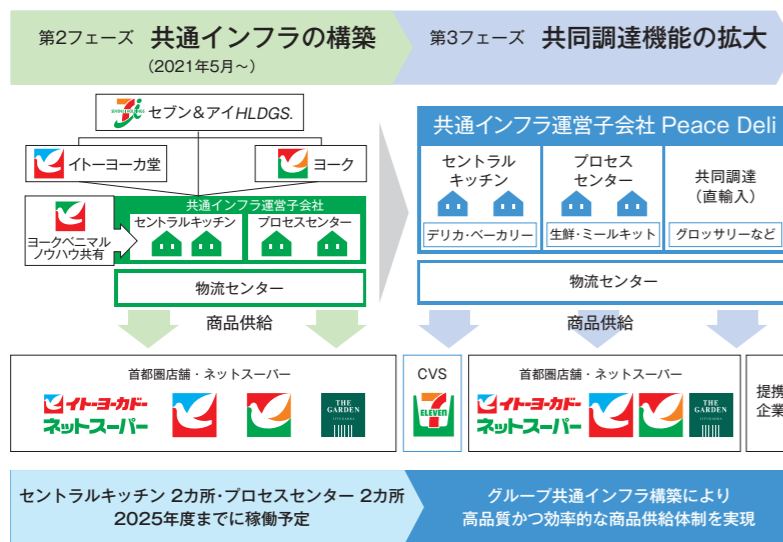 第2フェーズ 共通インフラの構築
（2021年5月～）
第3フェーズ 共同調達機能の拡大
セブン&アイHLDGS.
イトーヨーカ堂
ヨーク
ヨークベニマル
ノウハウ共有
共通インフラ運営子会社
セントラルキッチン
プロセスセンター
物流センター
商品供給
共通インフラ運営子会社 Peace Deli
セントラル
キッチン
デリカ・ベーカリー
プロセス
センター
生鮮・ミールキット
共同調達
（直輸入）
グロッサリーなど
物流センター
商品供給
首都圏店舗・ネットスーパー
イトーヨーカドー
ネットスーパー
THE
GARDEN
CVS
7
ELEVEN
首都圏店舗・ネットスーパー
イトーヨーカドー
ネットスーパー
THE
GARDEN
提携
企業
セントラルキッチン 2カ所・プロセスセンター 2カ所
2025年度までに稼働予定
グループ共通インフラ構築により
高品質かつ効率的な商品供給体制を実現